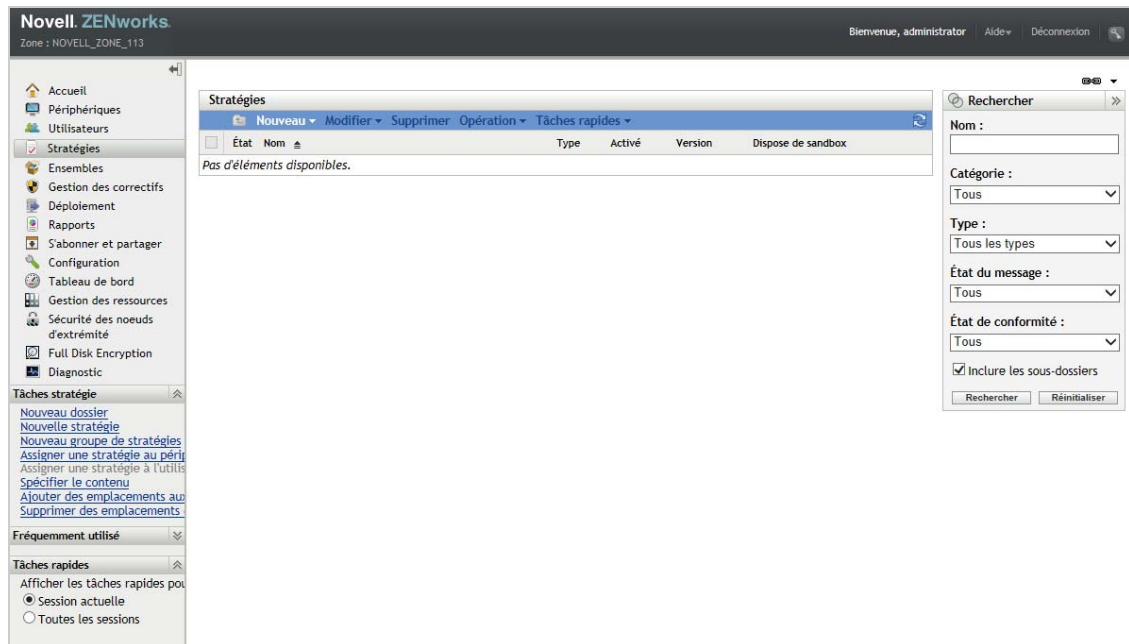 Novell. ZENworks.
Zone : NOVELL_ZONE_113
Bienvenue, administrator Aide Déconnexion
Accueil
Périphériques
Utilisateurs
Stratégies
Ensembles
Gestion des correctifs
Déploiement
Rapports
S'abonner et partager
Configuration
Tableau de bord
Gestion des ressources
Sécurité des noeuds
d'extrémité
Full Disk Encryption
Diagnostic
Tâches stratégie
Nouveau dossier
Nouvelle stratégie
Nouveau groupe de stratégies
Assigner une stratégie au périp
Assigner une stratégie à l'utilis
Spécifier le contenu
Ajouter des emplacements aux
Supprimer des emplacements
Fréquemment utilisé
Tâches rapides
Afficher les tâches rapides pou
Session actuelle
Toutes les sessions
Stratégies
Nouveau Modifier Supprimer Opération Tâches rapides
État Nom Type Activé Version Dispose de sandbox
Pas d'éléments disponibles.
Rechercher
Nom :
Catégorie :
Tous
Type :
Tous les types
État du message :
Tous
État de conformité :
Tous
Inclure les sous-dossiers
Rechercher Réinitialiser